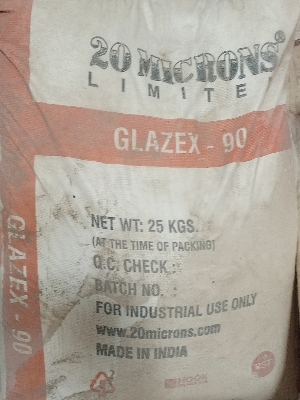 20 MICRONS®
LIMITE
GLAZEX - 90
NET WT: 25 KGS.
(AT THE TIME OF PACKING)
Q.C. CHECK :
BATCH NO. :
FOR INDUSTRIAL USE ONLY
www.20microns.com
MADE IN INDIA
GLAZEX - 90